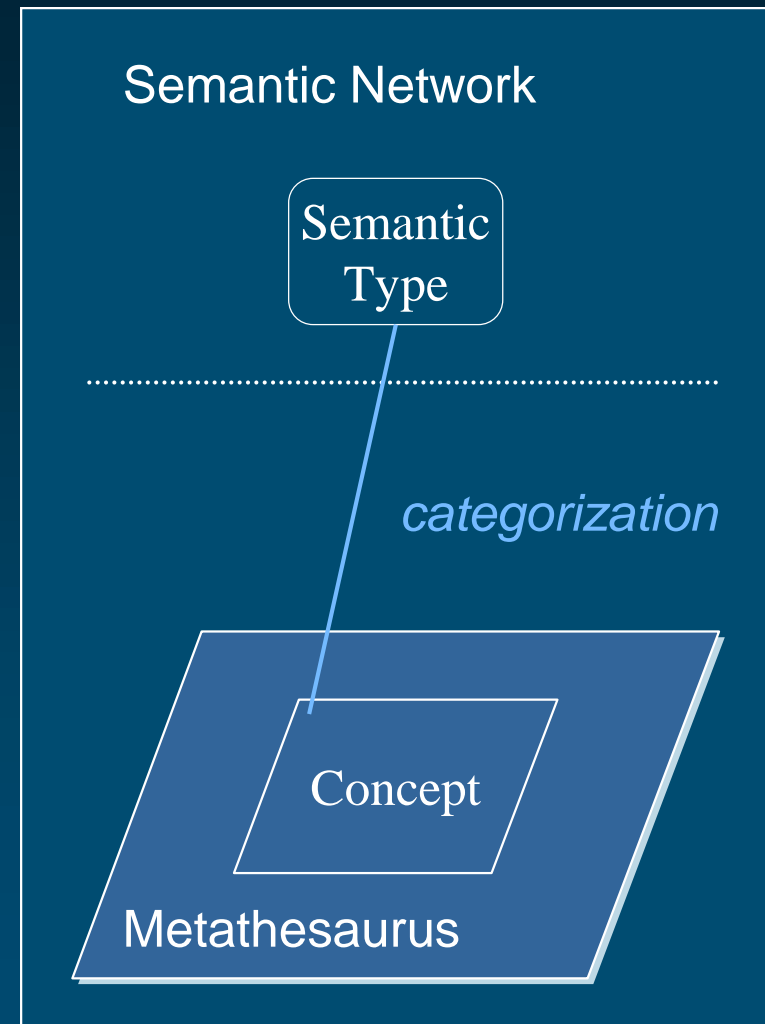 Semantic Network
Semantic
Type
categorization
Concept
Metathesaurus